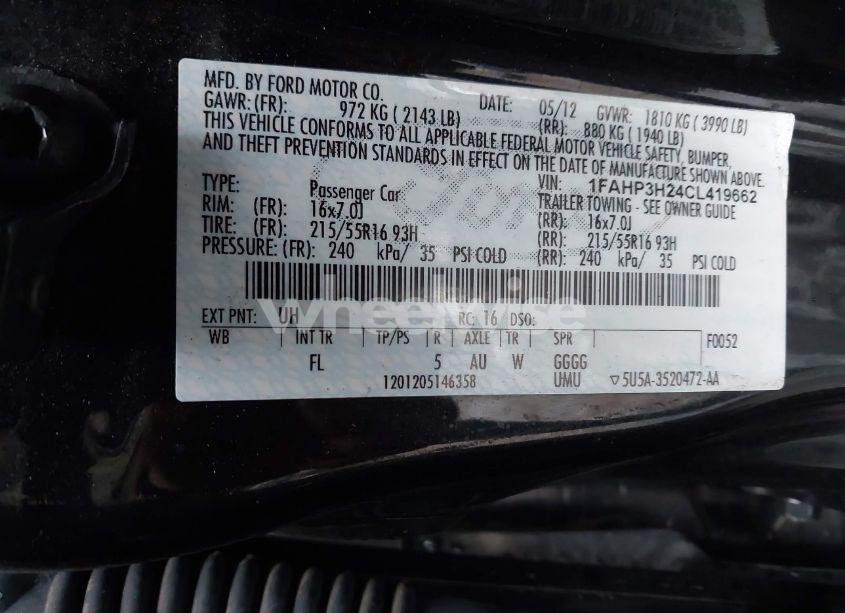 MFD. BY FORD MOTOR CO. DATE: 05/12 GVWR: 1810 KG ( 3990 LB)
GAWR: (FR): 972 KG ( 2143 LB) (RR): 880 KG ( 1940 LB)
THIS VEHICLE CONFORMS TO ALL APPLICABLE FEDERAL MOTOR VEHICLE SAFETY, BUMPER,
AND THEFT PREVENTION STANDARDS IN EFFECT ON THE DATE OF MANUFACTURE SHOWN ABOVE.
VIN: 1FAHP3H24CL419662
TYPE: Passenger Car TRAILER TOWING - SEE OWNER GUIDE
RIM: (FR): 16x7.0J (RR): 16x7.0J
TIRE: (FR): 215/55R16 93H (RR): 215/55R16 93H
PRESSURE: (FR): 240 kPa/ 35 PSI COLD (RR): 240 kPa/ 35 PSI COLD
EXT PNT: UH RC: 16 DSO:
wheelwise
WB INT TR TP/PS R AXLE TR SPR F0052
FL 5 AU W GGGG
1201205146358 UMU ▽5U5A-3520472-AA